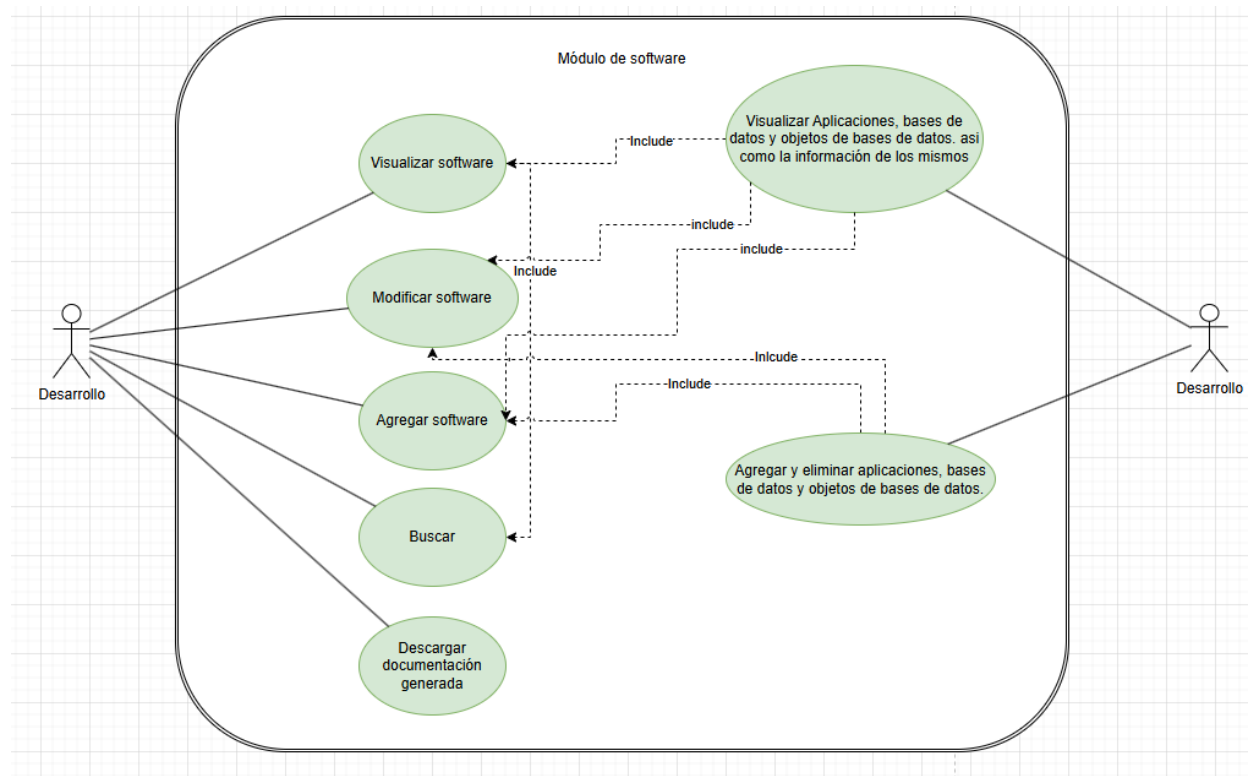 Módulo de software
Visualizar software
Include
Visualizar Aplicaciones, bases de
datos y objetos de bases de datos. asi
como la información de los mismos
include
include
Include
Modificar software
Desarrollo
Desarrollo
Inlcude
Include
Agregar software
Agregar y eliminar aplicaciones, bases
de datos y objetos de bases de datos.
Buscar
Descargar
documentación
generada